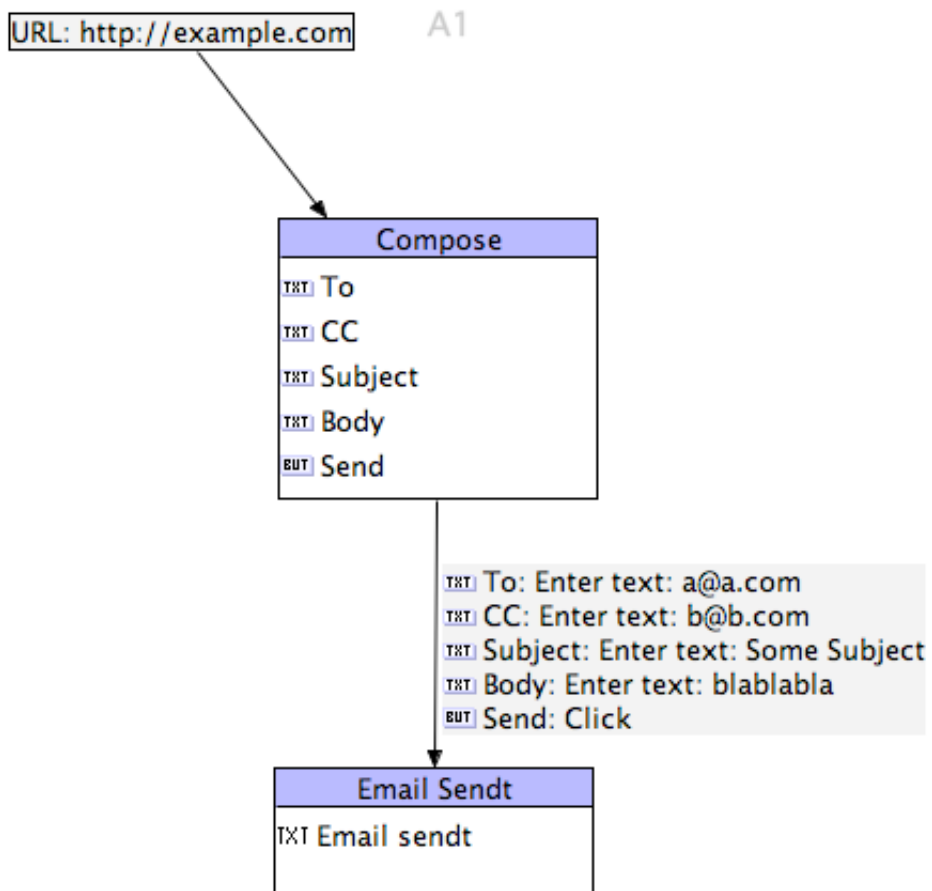 URL: http://example.com
A1
Compose
TXT To
TXT CC
TXT Subject
TXT Body
BUT Send
TXT To: Enter text: a@a.com
TXT CC: Enter text: b@b.com
TXT Subject: Enter text: Some Subject
TXT Body: Enter text: blablabla
BUT Send: Click
Email Sendt
TXT Email sendt